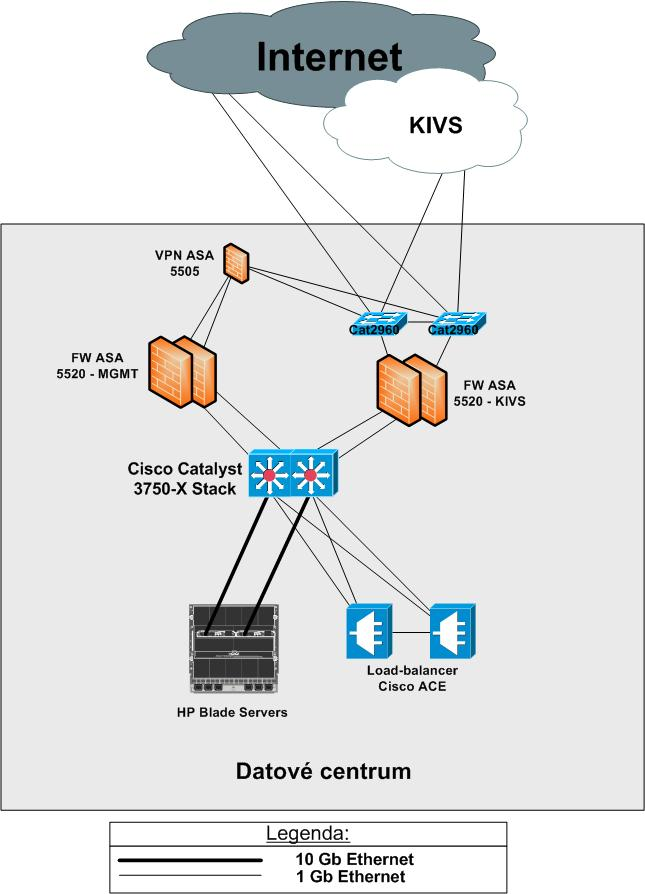 Internet
KIVS
VPN ASA
5505
Cat2960
Cat2960
FW ASA
5520 - MGMT
FW ASA
5520 - KIVS
Cisco Catalyst
3750-X Stack
Load-balancer
Cisco ACE
HP Blade Servers
Datové centrum
Legenda:
10 Gb Ethernet
1 Gb Ethernet